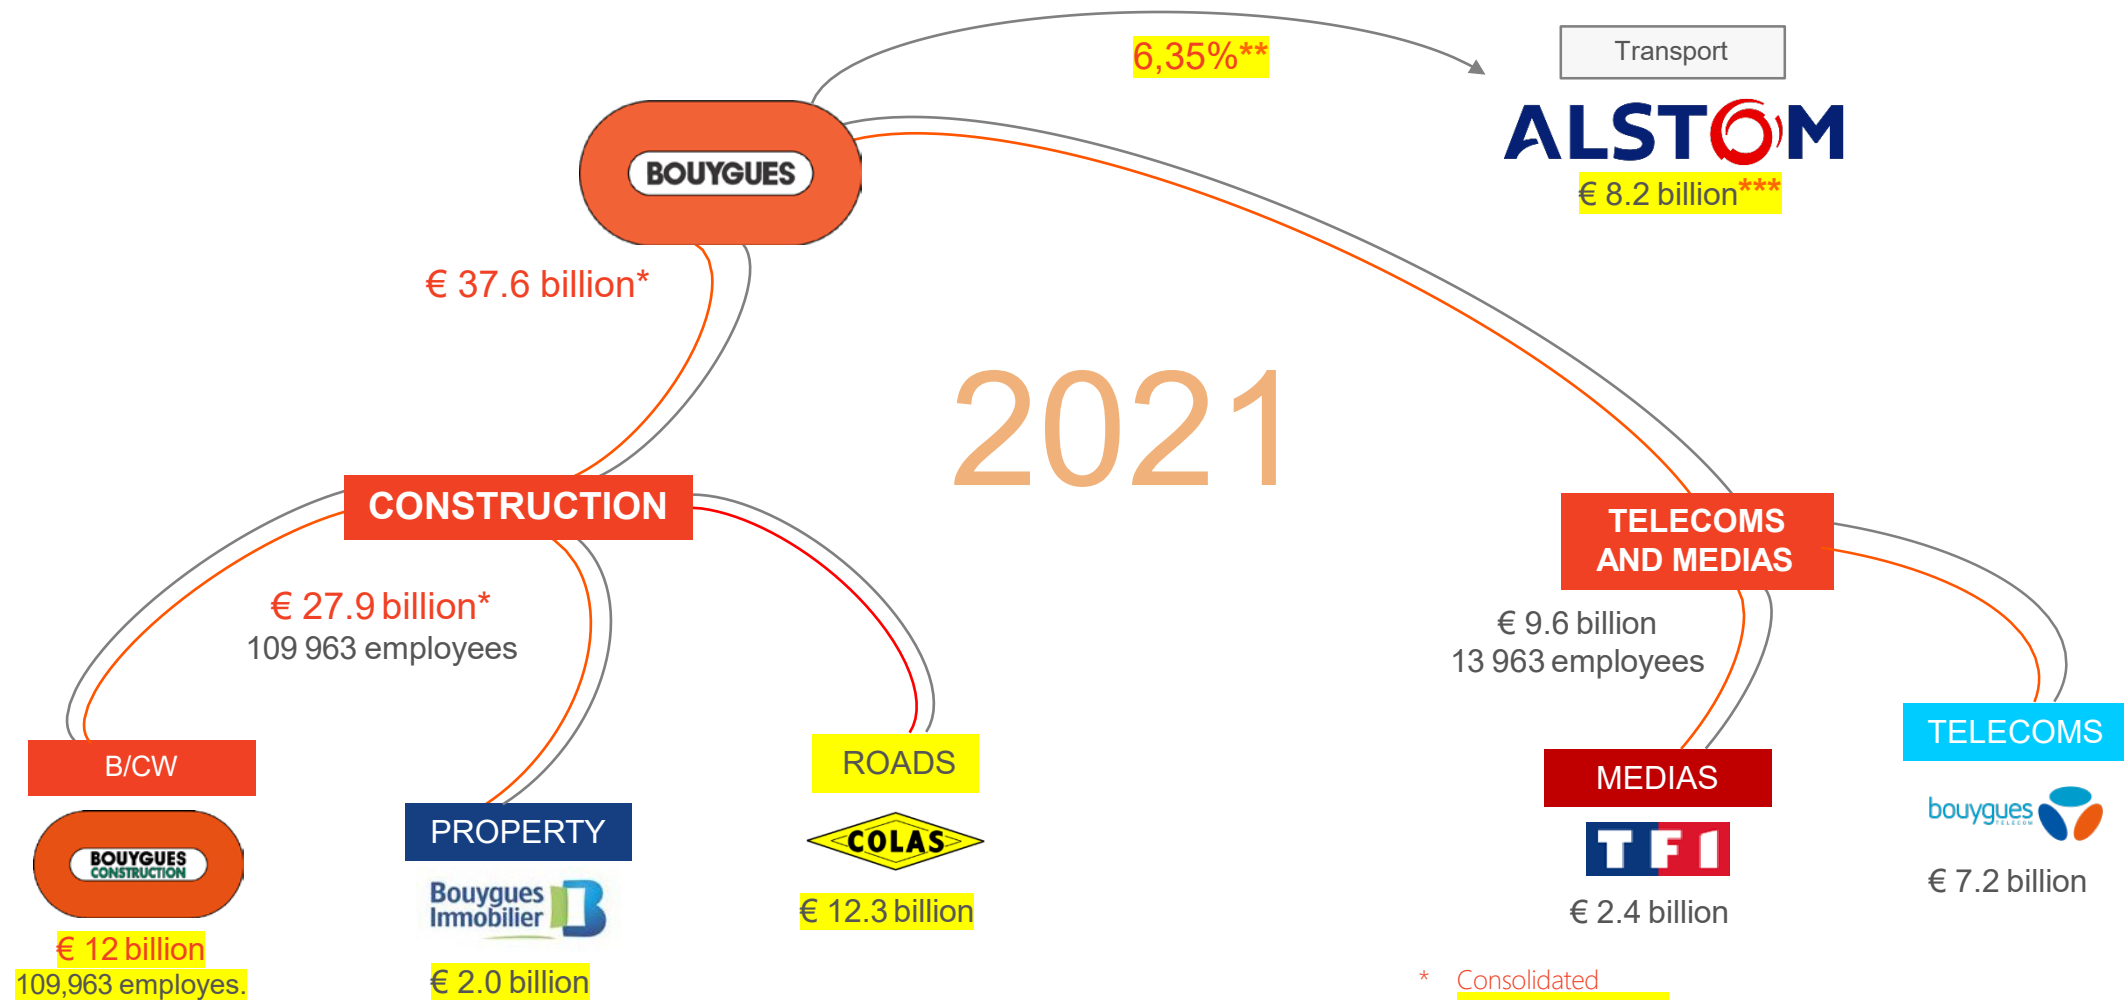 6,35%**
Transport
ALSTOM
€ 8.2 billion***
BOUYGUES
€ 37.6 billion*
2021
CONSTRUCTION
TELECOMS
AND MEDIAS
€ 27.9 billion*
109 963 employees
€ 9.6 billion
13 963 employees
B/CW
BOUYGUES
CONSTRUCTION
€ 12 billion
109,963 employes.
PROPERTY
Bouygues
Immobilier
€ 2.0 billion
ROADS
COLAS
€ 12.3 billion
MEDIAS
TF1
€ 2.4 billion
TELECOMS
bouygues
TELECOM
€ 7.2 billion
* Consolidated